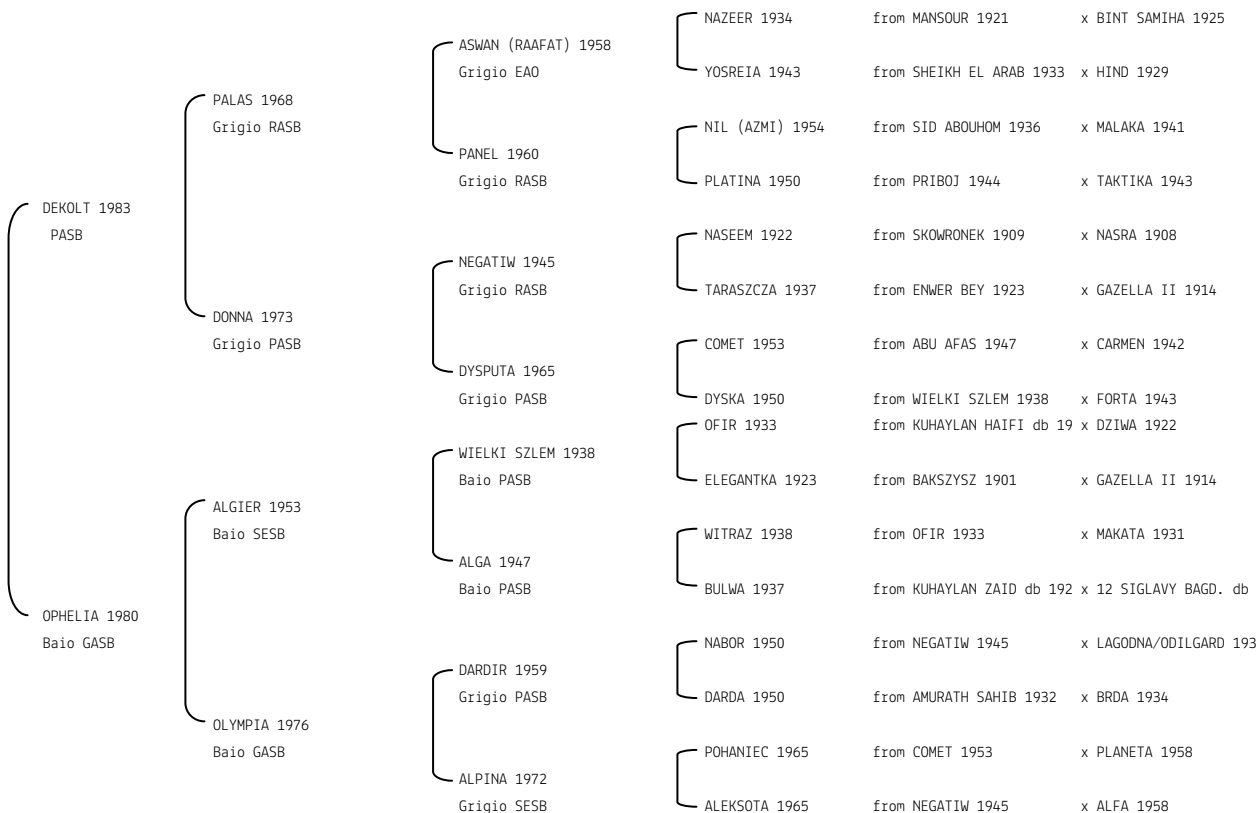 NAZEER 1934 from MANSOUR 1921 x BINT SAMIHA 1925
ASWAN (RAAFAT) 1958
Grigio EAO YOSREIA 1943 from SHEIKH EL ARAB 1933 x HIND 1929
PALAS 1968
Grigio RASB NIL (AZMI) 1954 from SID ABOUHOM 1936 x MALAKA 1941
PANEL 1960
Grigio RASB PLATINA 1950 from PRIBOJ 1944 x TAKTIKA 1943
DEKOLT 1983
PASB NASEEM 1922 from SKOWRONEK 1909 x NASRA 1908
NEGATIW 1945
Grigio RASB TARASZCZA 1937 from ENWER BEY 1923 x GAZELLA II 1914
DONNA 1973
Grigio PASB COMET 1953 from ABU AFAS 1947 x CARMEN 1942
DYSPUTA 1965
Grigio PASB DYSKA 1950 from WIELKI SZLEM 1938 x FORTA 1943
OFIR 1933 from KUHAYLAN HAIFI db 19 x DZIWA 1922
WIELKI SZLEM 1938
Baio PASB ELEGANTKA 1923 from BAKSZYSZ 1901 x GAZELLA II 1914
ALGIER 1953
Baio SESB WITRAZ 1938 from OFIR 1933 x MAKATA 1931
ALGA 1947
Baio PASB BULWA 1937 from KUHAYLAN ZAID db 192 x 12 SIGLAVY BAGD. db
OPHELIA 1980
Baio GASB NABOR 1950 from NEGATIW 1945 x LAGODNA/ODILGARD 193
DARDIR 1959
Grigio PASB DARDA 1950 from AMURATH SAHIB 1932 x BRDA 1934
OLYMPIA 1976
Baio GASB POHANIEC 1965 from COMET 1953 x PLANETA 1958
ALPINA 1972
Grigio SESB ALEKSOTA 1965 from NEGATIW 1945 x ALFA 1958